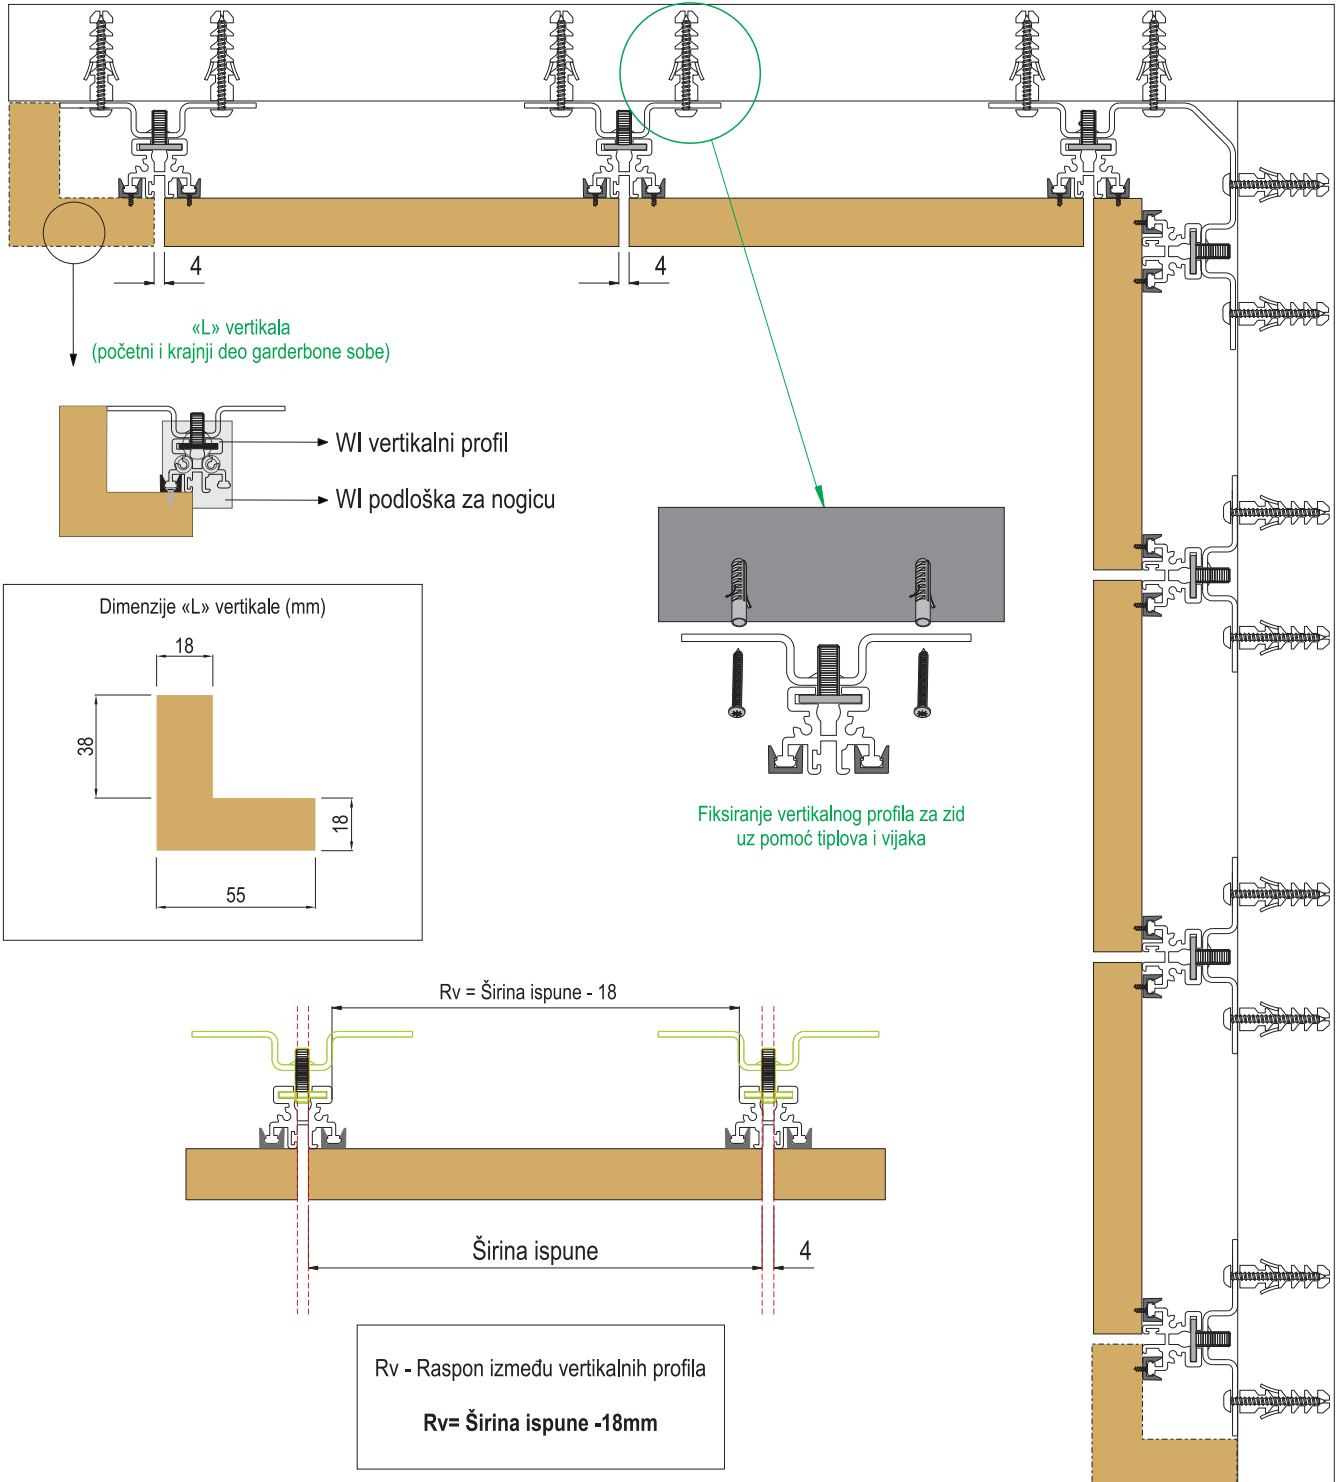 4
4
«L» vertikala
(početni i krajnji deo garderbone sobe)
WI vertikalni profil
WI podloška za nogicu
Dimenzije «L» vertikale (mm)
18
38
18
55
Fiksiranje vertikalnog profila za zid
uz pomoć tiplova i vijaka
Rv = Širina ispune - 18
Širina ispune
4
Rv - Raspon između vertikalnih profila
Rv= Širina ispune -18mm